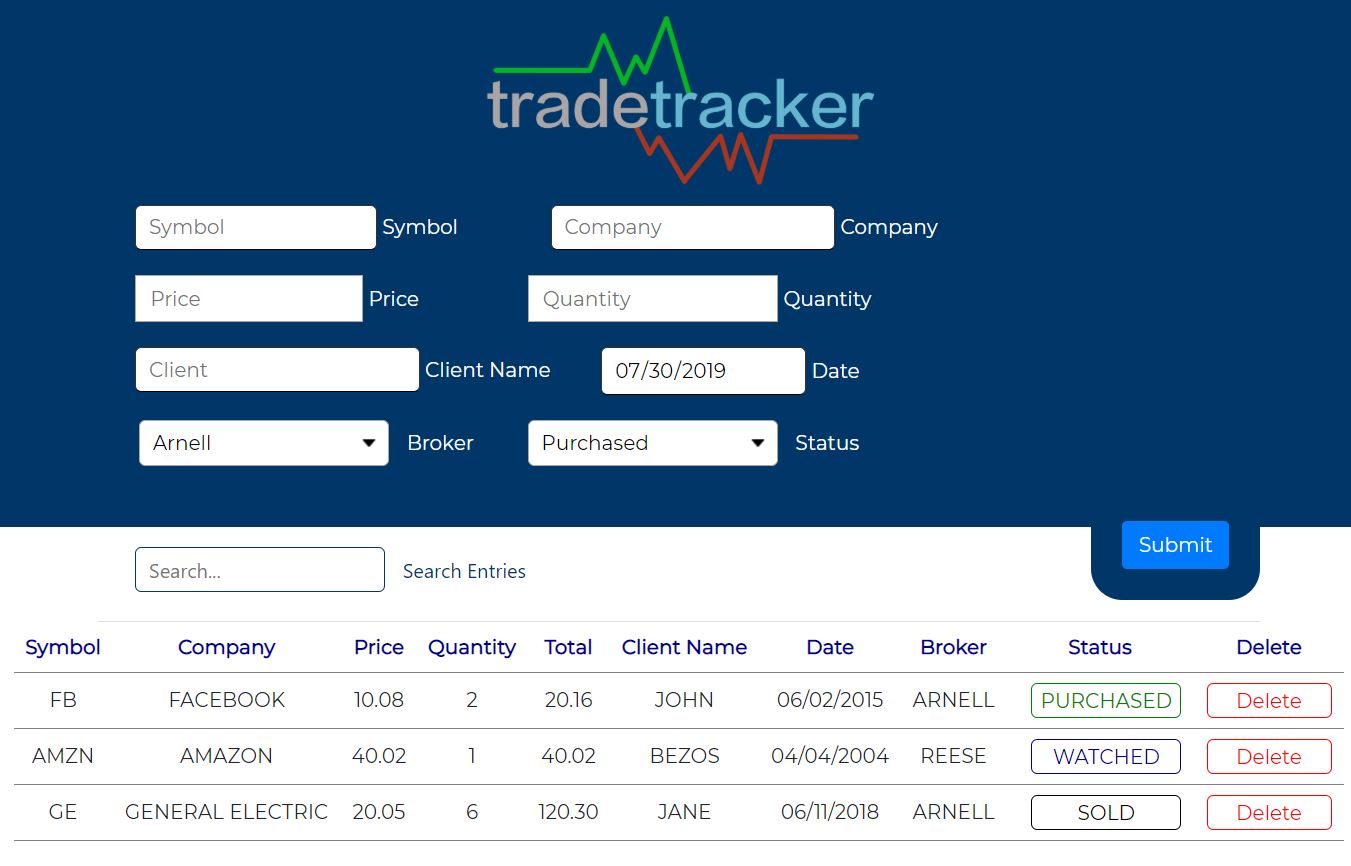 tradetracker
Symbol Symbol Company Company
Price Price Quantity Quantity
Client Client Name 07/30/2019 Date
Arnell Broker Purchased Status
Submit
Search... Search Entries
Symbol Company Price Quantity Total Client Name Date Broker Status Delete
FB FACEBOOK 10.08 2 20.16 JOHN 06/02/2015 ARNELL PURCHASED Delete
AMZN AMAZON 40.02 1 40.02 BEZOS 04/04/2004 REESE WATCHED Delete
GE GENERAL ELECTRIC 20.05 6 120.30 JANE 06/11/2018 ARNELL SOLD Delete